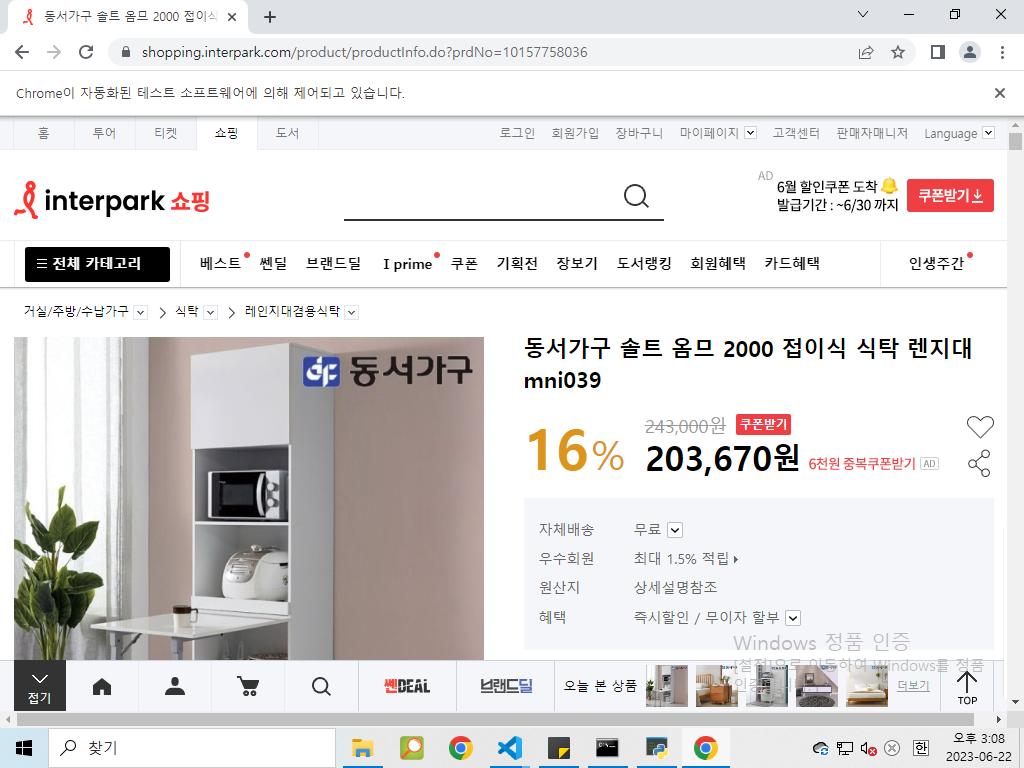 동서가구 솔트 옴므 2000 접이식
shopping.interpark.com/product/productInfo.do?prdNo=10157758036
Chrome이 자동화된 테스트 소프트웨어에 의해 제어되고 있습니다.
홈 투어 티켓 쇼핑 도서 로그인 회원가입 장바구니 마이페이지 고객센터 판매자매니저 Language
interpark 쇼핑
AD
6월 할인쿠폰 도착
발급기간 : ~6/30 까지
쿠폰받기
전체 카테고리 베스트 쎈딜 브랜드딜 I prime 쿠폰 기획전 장보기 도서랭킹 회원혜택 카드혜택 인생주간
거실/주방/수납가구 > 식탁 > 레인지대겸용식탁
동서가구
동서가구 솔트 옴므 2000 접이식 식탁 렌지대
mni039
16%
243,000원 쿠폰받기
203,670원 6천원 중복쿠폰받기 AD
자체배송 무료
우수회원 최대 1.5% 적립
원산지 상세설명참조
혜택 즉시할인 / 무이자 할부
Windows 정품 인증
[설정]으로 이동하여 Windows를 정품
접기
쎈DEAL
브랜드딜
오늘 본 상품
더보기
TOP
찾기
한
오후 3:08
2023-06-22